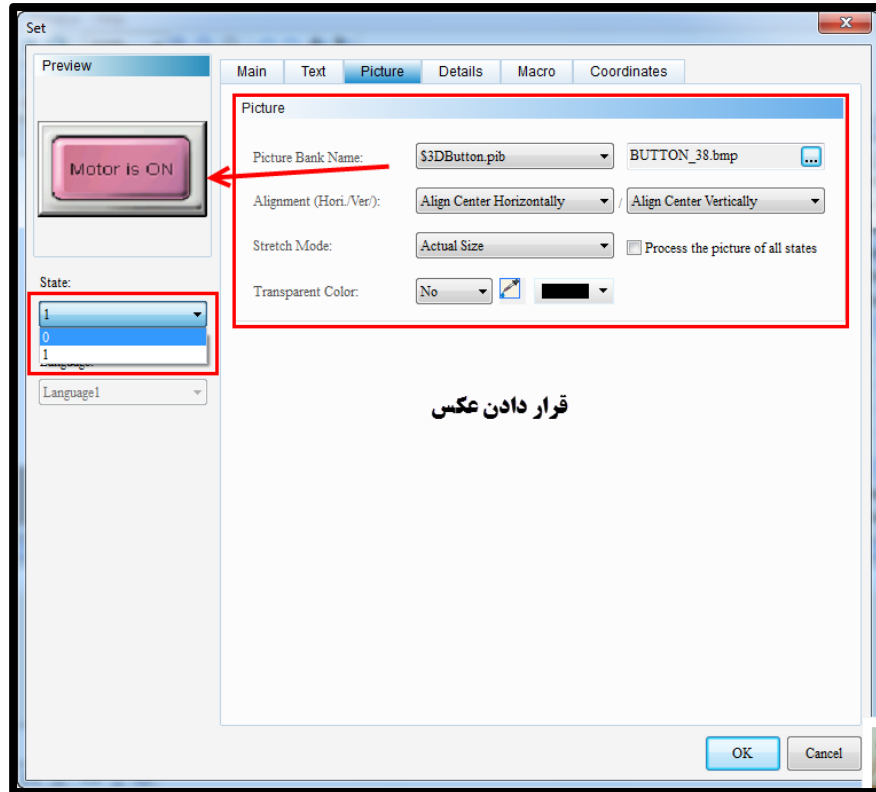 Set
Preview
Main Text Picture Details Macro Coordinates
Picture
Motor is ON
Picture Bank Name: $3DButton.pib BUTTON_38.bmp ...
Alignment (Hori./Ver/): Align Center Horizontally / Align Center Vertically
Stretch Mode: Actual Size Process the picture of all states
Transparent Color: No
State:
1
0
1
Language:
Language1
قرار دادن عکس
OK Cancel